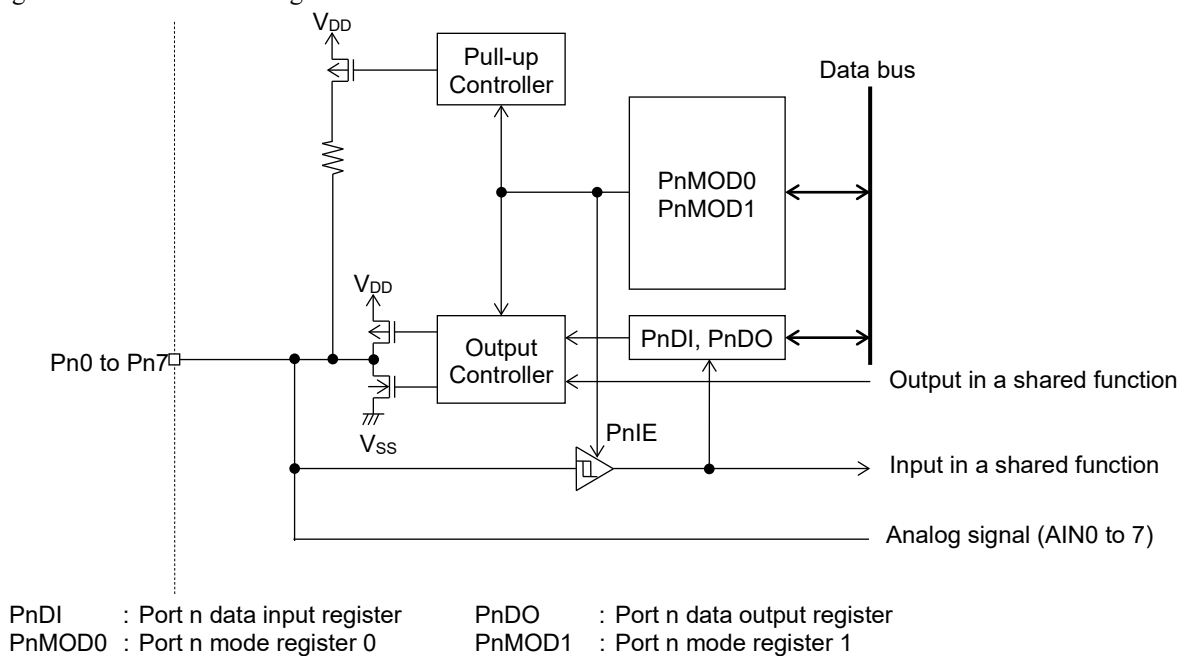 VDD
Pull-up
Controller
Data bus
PnMOD0
PnMOD1
VDD
Pn0 to Pn7
Output
Controller
PnDI, PnDO
Output in a shared function
VSS
PnIE
Input in a shared function
Analog signal (AIN0 to 7)
PnDI : Port n data input register PnDO : Port n data output register
PnMOD0 : Port n mode register 0 PnMOD1 : Port n mode register 1